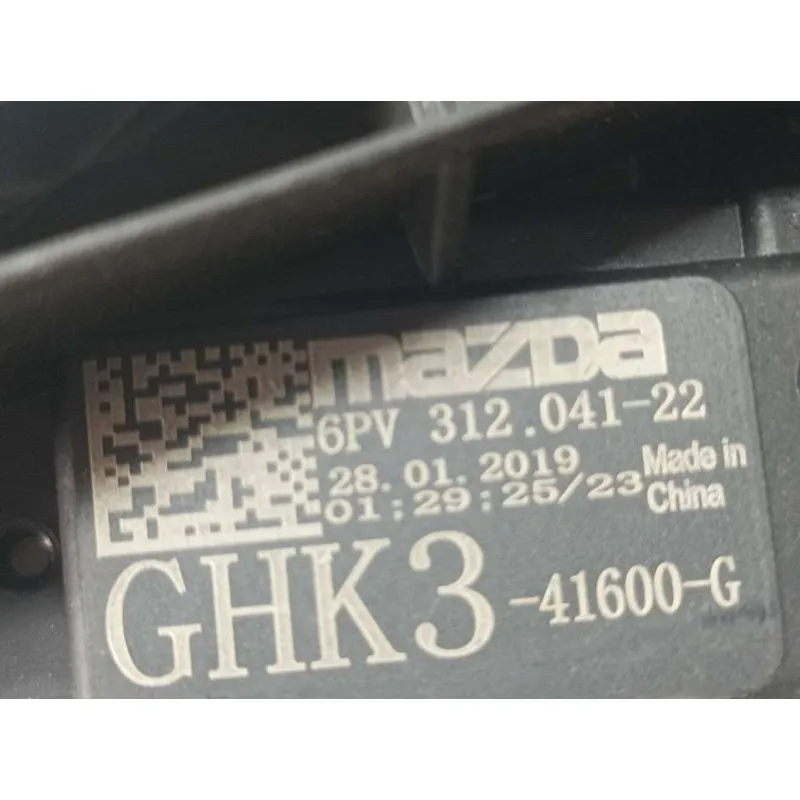 mazda
6PV 312.041-22
28.01.2019
01:29:25/23
Made in
China
GHK3-41600-G